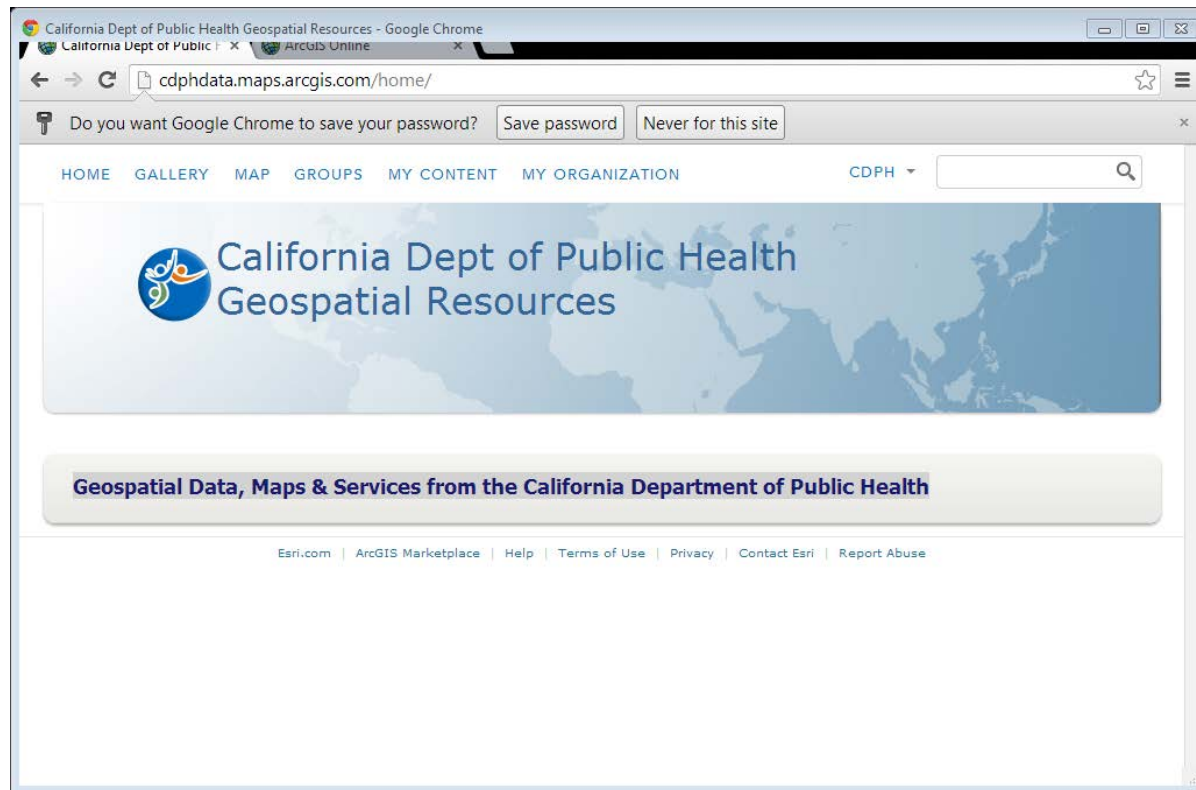 California Dept of Public Health Geospatial Resources - Google Chrome
California Dept of Public H ArcGIS Online
cdphdata.maps.arcgis.com/home/
Do you want Google Chrome to save your password? Save password Never for this site
HOME GALLERY MAP GROUPS MY CONTENT MY ORGANIZATION CDPH
California Dept of Public Health
Geospatial Resources
Geospatial Data, Maps & Services from the California Department of Public Health
Esri.com | ArcGIS Marketplace | Help | Terms of Use | Privacy | Contact Esri | Report Abuse